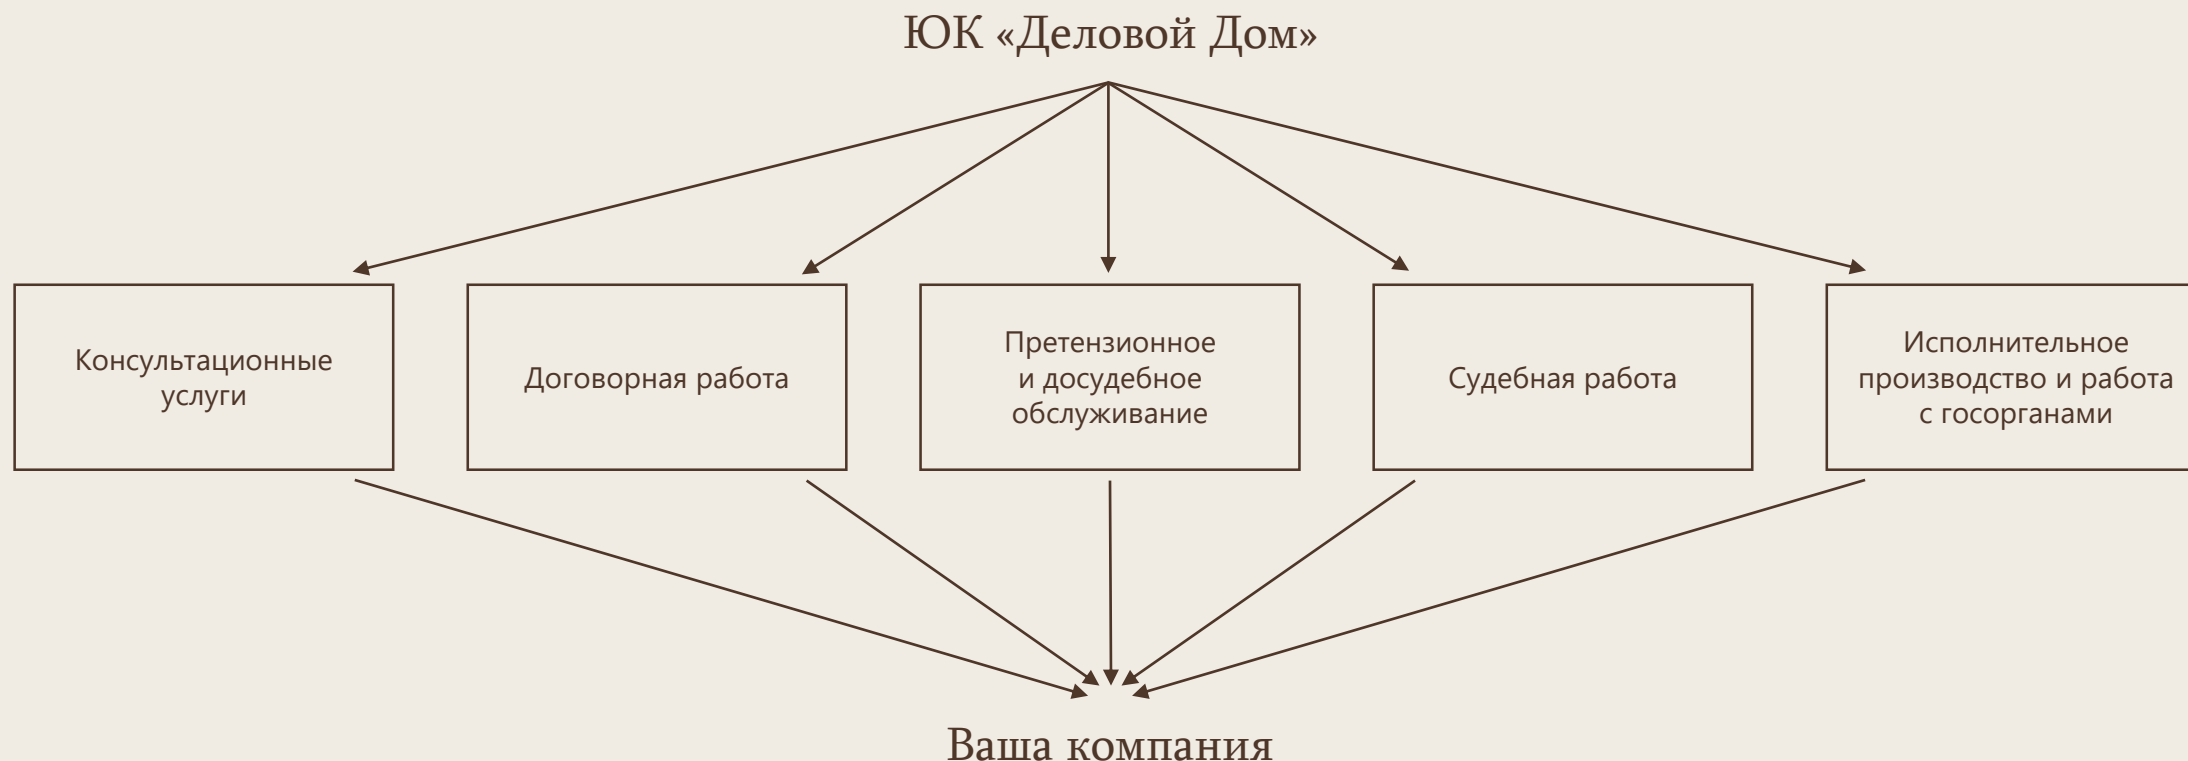 ЮК «Деловой Дом»
Консультационные
услуги
Договорная работа
Претензионное
и досудебное
обслуживание
Судебная работа
Исполнительное
производство и работа
с госорганами
Ваша компания